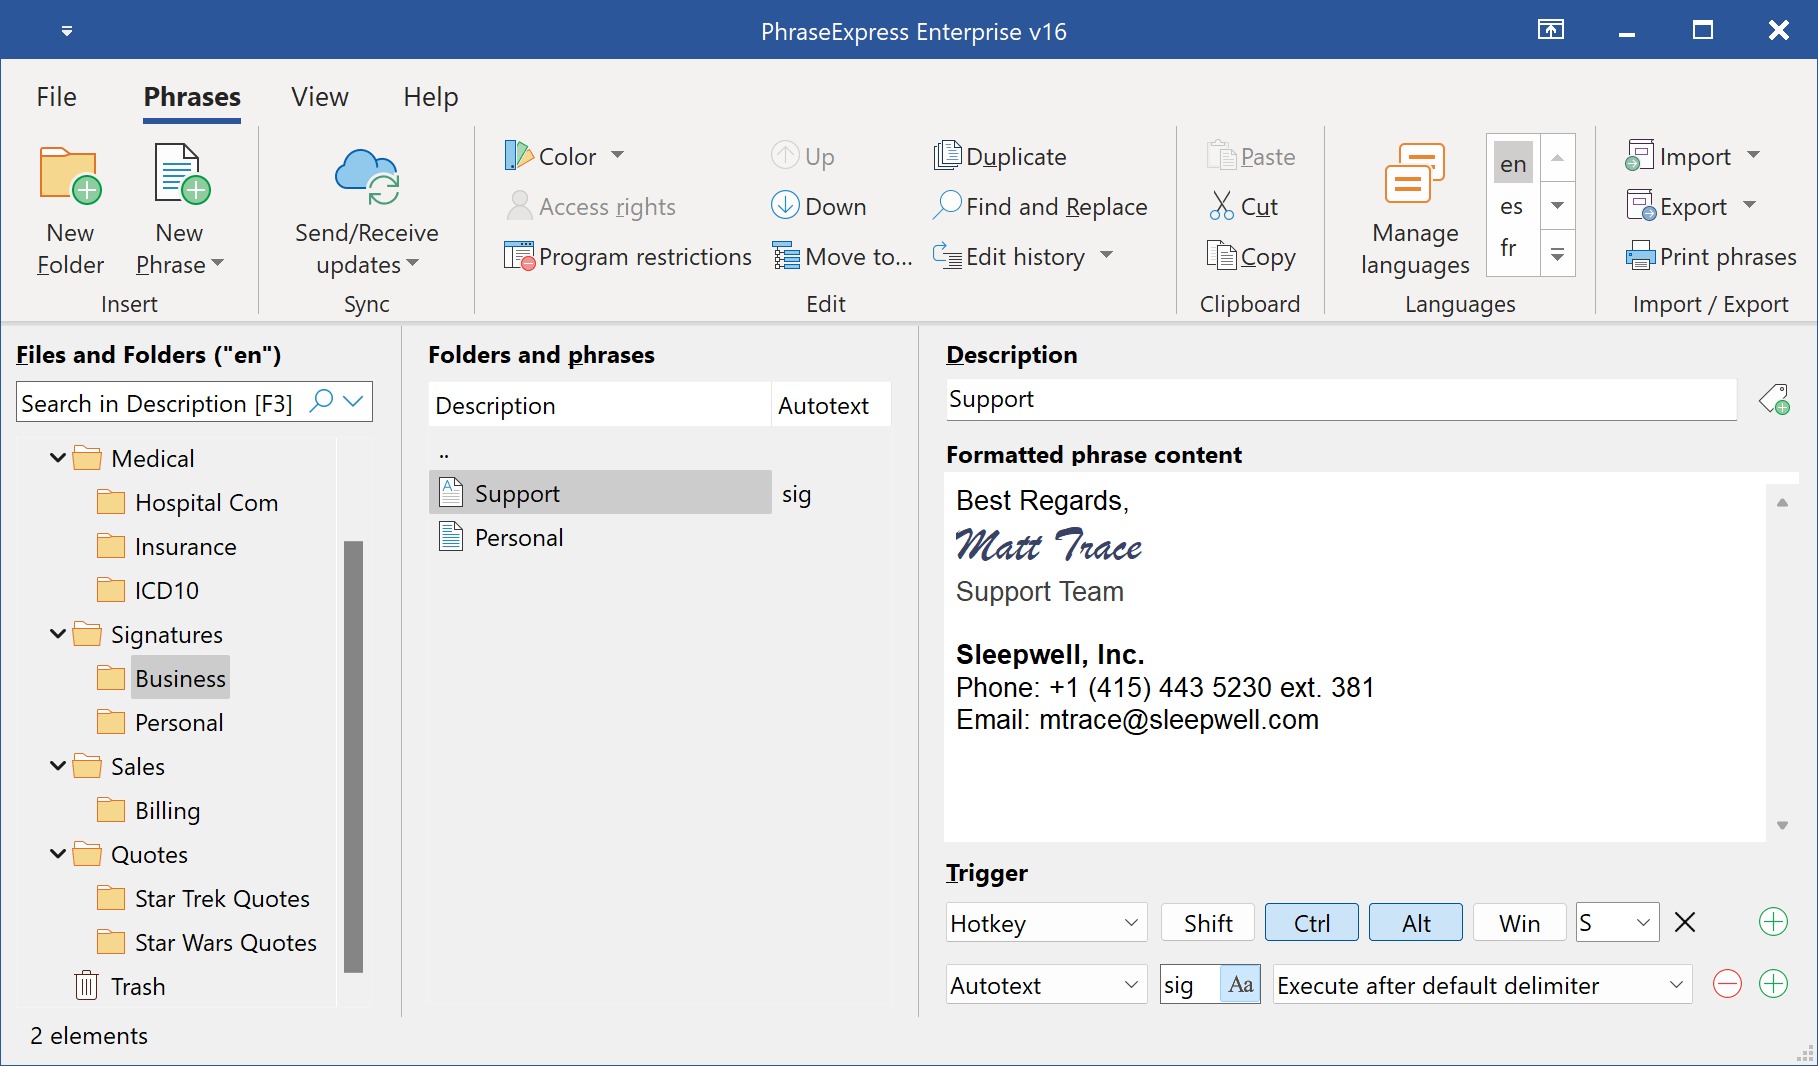 PhraseExpress Enterprise v16
File Phrases View Help
New Folder
New Phrase
Insert
Send/Receive updates
Sync
Color
Access rights
Program restrictions
Up
Down
Move to...
Duplicate
Find and Replace
Edit history
Edit
Paste
Cut
Copy
Clipboard
Manage languages
en
es
fr
Languages
Import
Export
Print phrases
Import / Export
Files and Folders ("en")
Search in Description [F3]
Medical
Hospital Com
Insurance
ICD10
Signatures
Business
Personal
Sales
Billing
Quotes
Star Trek Quotes
Star Wars Quotes
Trash
2 elements
Folders and phrases
Description Autotext
..
Support sig
Personal
Description
Support
Formatted phrase content
Best Regards,
Matt Trace
Support Team
Sleepwell, Inc.
Phone: +1 (415) 443 5230 ext. 381
Email: mtrace@sleepwell.com
Trigger
Hotkey Shift Ctrl Alt Win S
Autotext sig Aa Execute after default delimiter